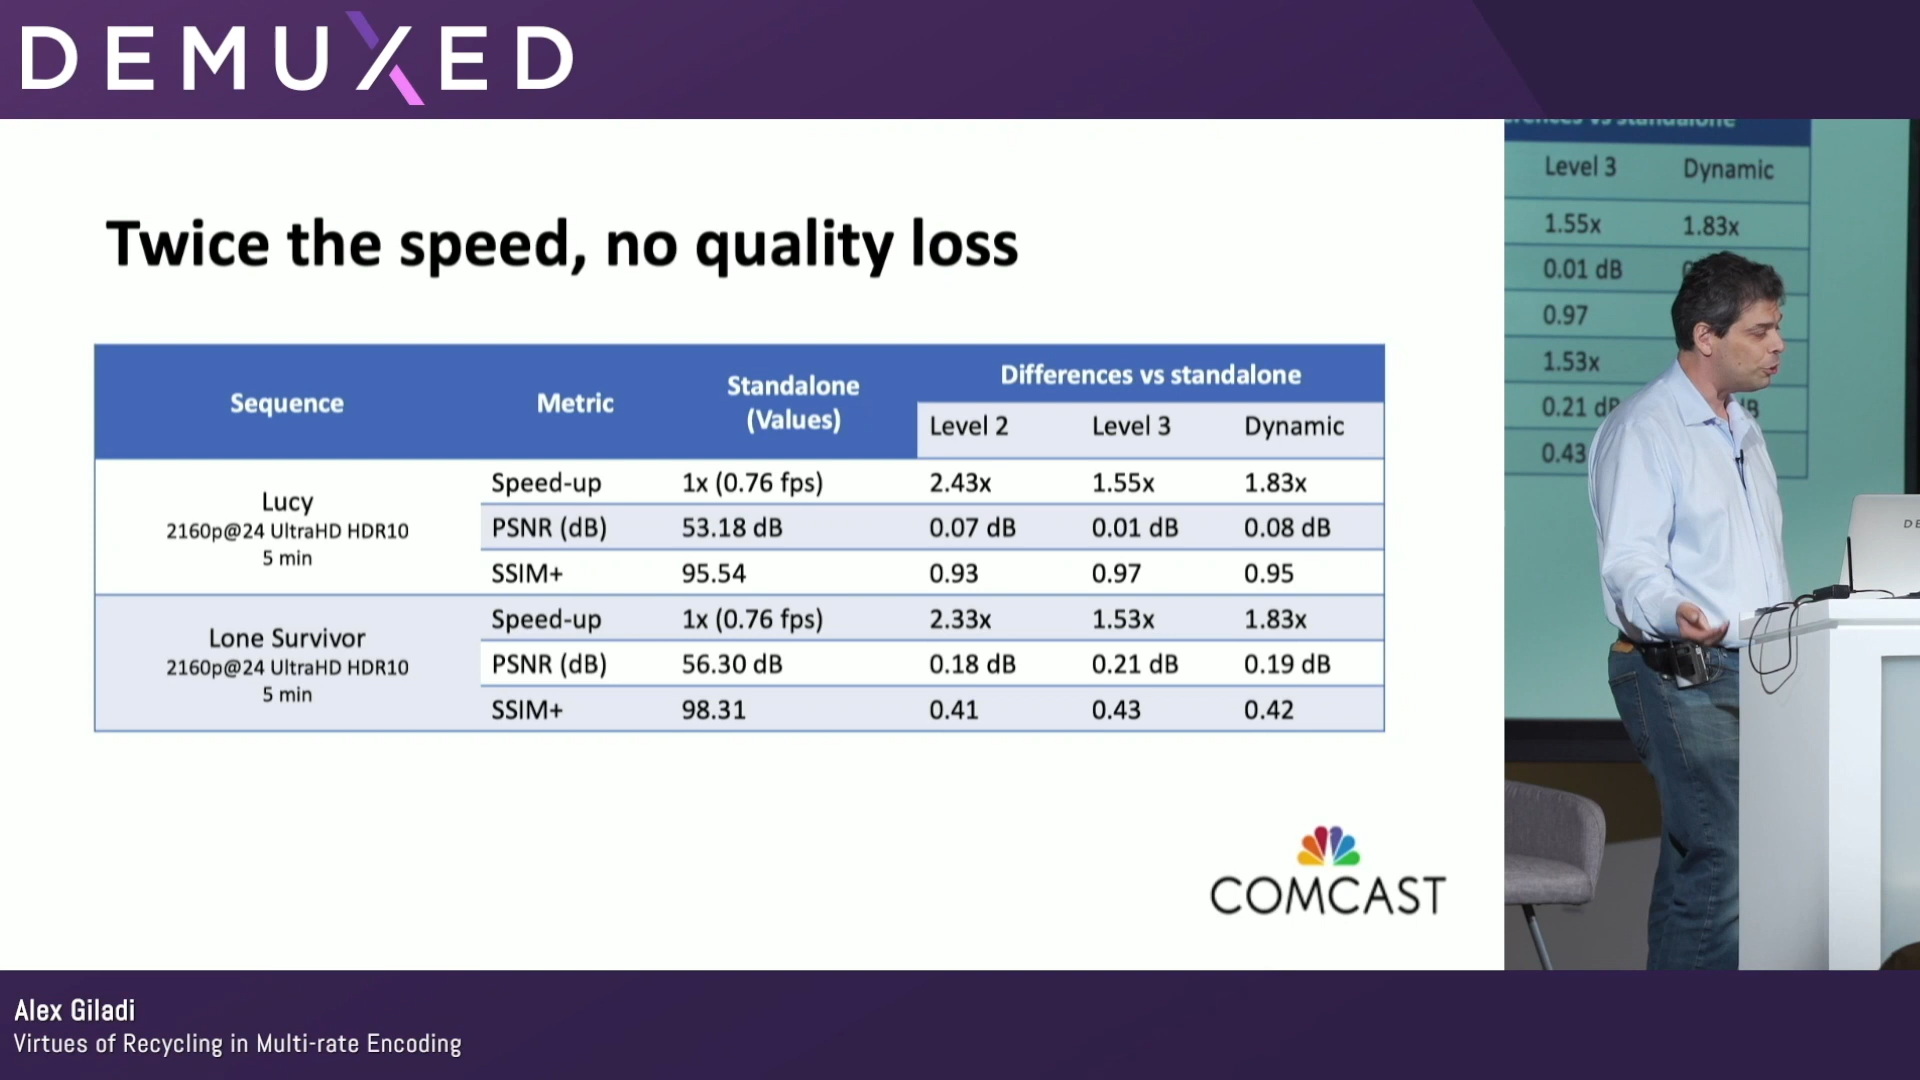 DEMUXED
Twice the speed, no quality loss
Sequence Metric Standalone (Values) Differences vs standalone
Level 2 Level 3 Dynamic
Lucy
2160p@24 UltraHD HDR10
5 min
Speed-up 1x (0.76 fps) 2.43x 1.55x 1.83x
PSNR (dB) 53.18 dB 0.07 dB 0.01 dB 0.08 dB
SSIM+ 95.54 0.93 0.97 0.95
Lone Survivor
2160p@24 UltraHD HDR10
5 min
Speed-up 1x (0.76 fps) 2.33x 1.53x 1.83x
PSNR (dB) 56.30 dB 0.18 dB 0.21 dB 0.19 dB
SSIM+ 98.31 0.41 0.43 0.42
COMCAST
vs standalone
Level 3 Dynamic
1.55x 1.83x
0.01 dB
0.97
1.53x
0.21
0.43
Alex Giladi
Virtues of Recycling in Multi-rate Encoding